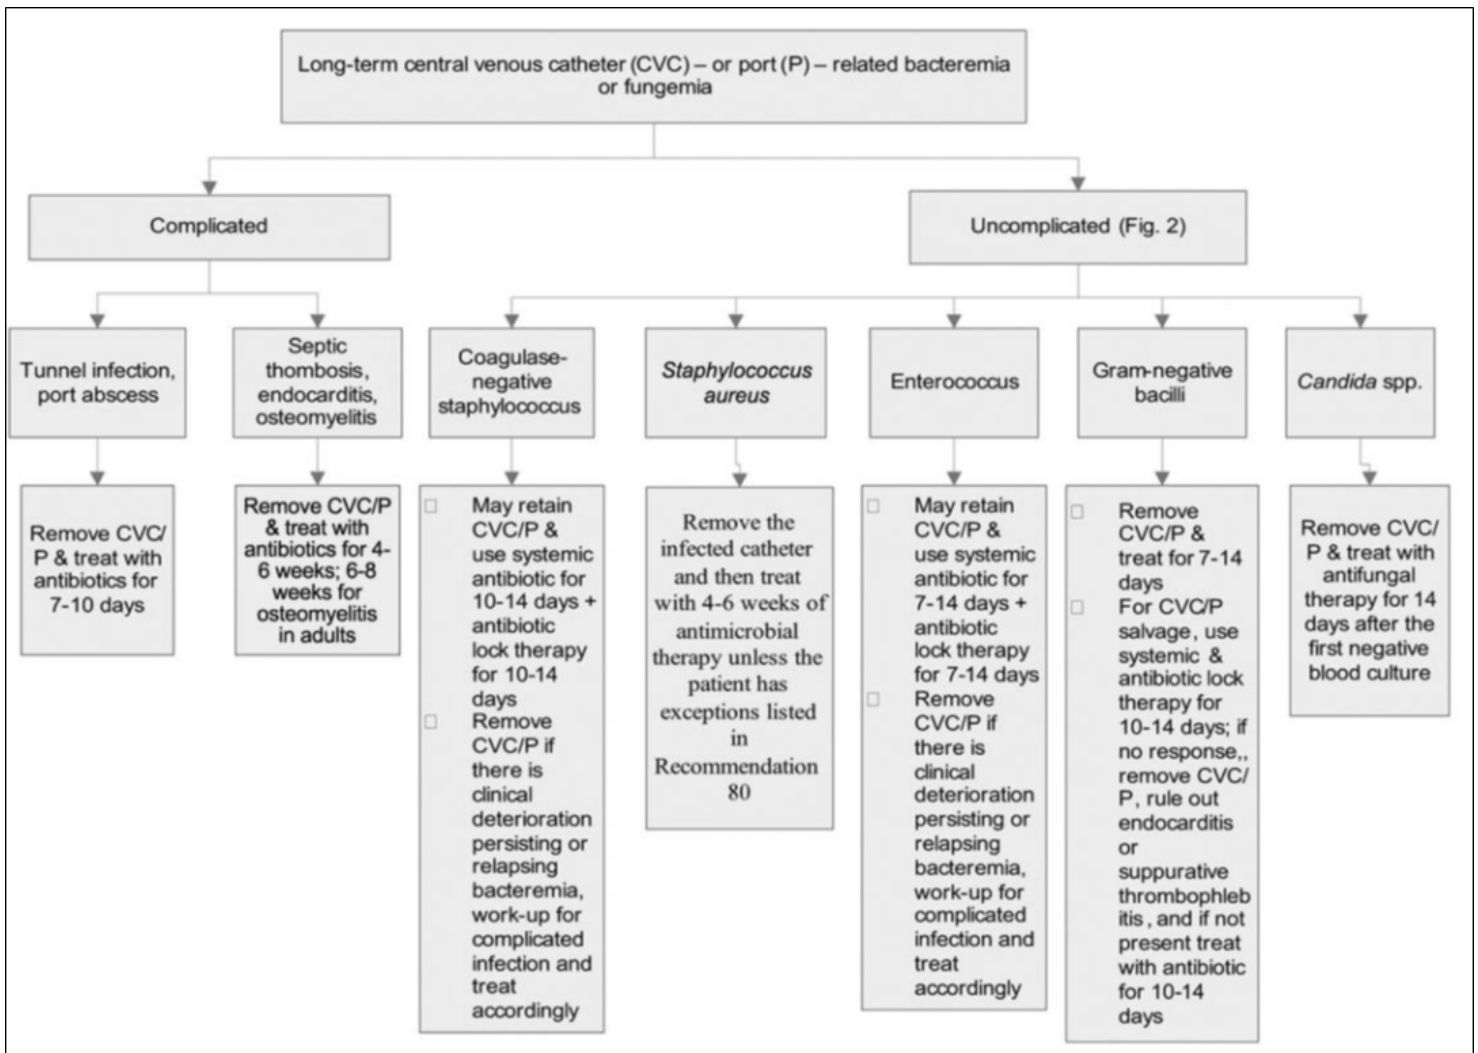 Long-term central venous catheter (CVC) – or port (P) – related bacteremia
or fungemia
Complicated
Uncomplicated (Fig. 2)
Tunnel infection,
port abscess
Septic
thombosis,
endocarditis,
osteomyelitis
Coagulase-
negative
staphylococcus
Staphylococcus
aureus
Enterococcus
Gram-negative
bacilli
Candida spp.
Remove CVC/
P & treat with
antibiotics for
7-10 days
Remove CVC/P
& treat with
antibiotics for 4-
6 weeks; 6-8
weeks for
osteomyelitis
in adults
May retain
CVC/P &
use systemic
antibiotic for
10-14 days +
antibiotic
lock therapy
for 10-14
days
Remove
CVC/P if
there is
clinical
deterioration
persisting or
relapsing
bacteremia,
work-up for
complicated
infection and
treat
accordingly
Remove the
infected catheter
and then treat
with 4-6 weeks of
antimicrobial
therapy unless the
patient has
exceptions listed
in
Recommendation
80
May retain
CVC/P &
use systemic
antibiotic for
7-14 days +
antibiotic
lock therapy
for 7-14 days
Remove
CVC/P if
there is
clinical
deterioration
persisting or
relapsing
bacteremia,
work-up for
complicated
infection and
treat
accordingly
Remove
CVC/P &
treat for 7-14
days
For CVC/P
salvage, use
systemic &
antibiotic lock
therapy for
10-14 days; if
no response,,
remove CVC/
P, rule out
endocarditis
or
suppurative
thrombophleb
itis, and if not
present treat
with antibiotic
for 10-14
days
Remove CVC/
P & treat with
antifungal
therapy for 14
days after the
first negative
blood culture